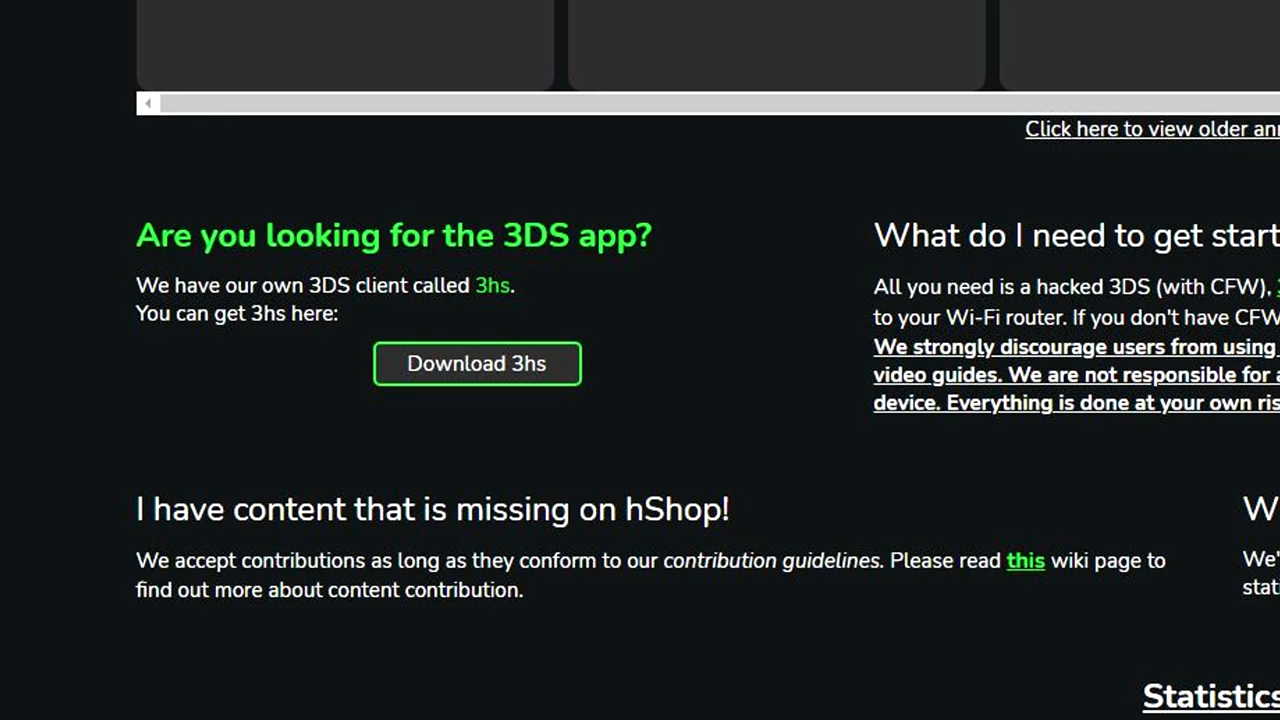 Click here to view older
Are you looking for the 3DS app?
We have our own 3DS client called 3hs.
You can get 3hs here:
Download 3hs
What do I need to get start
All you need is a hacked 3DS (with CFW),
to your Wi-Fi router. If you don't have CFW
We strongly discourage users from using
video guides. We are not responsible for
device. Everything is done at your own
I have content that is missing on hShop!
We accept contributions as long as they conform to our contribution guidelines. Please read this wiki page to
find out more about content contribution.
W
We'
stat
Statistics